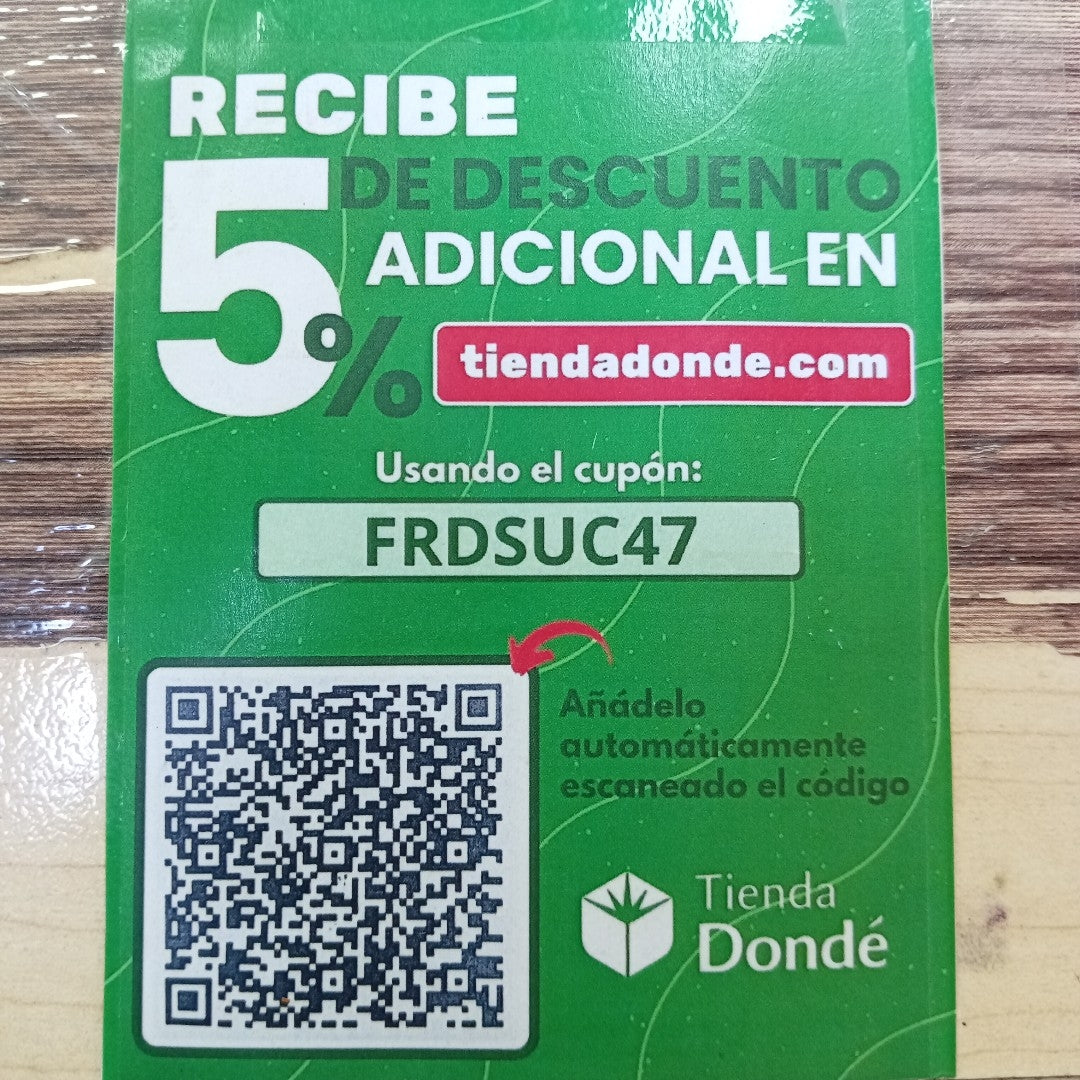 RECIBE
5% DE DESCUENTO
ADICIONAL EN
tiendadonde.com
Usando el cupón:
FRDSUC47
Añádelo
automáticamente
escaneado el código
Tienda
Dondé